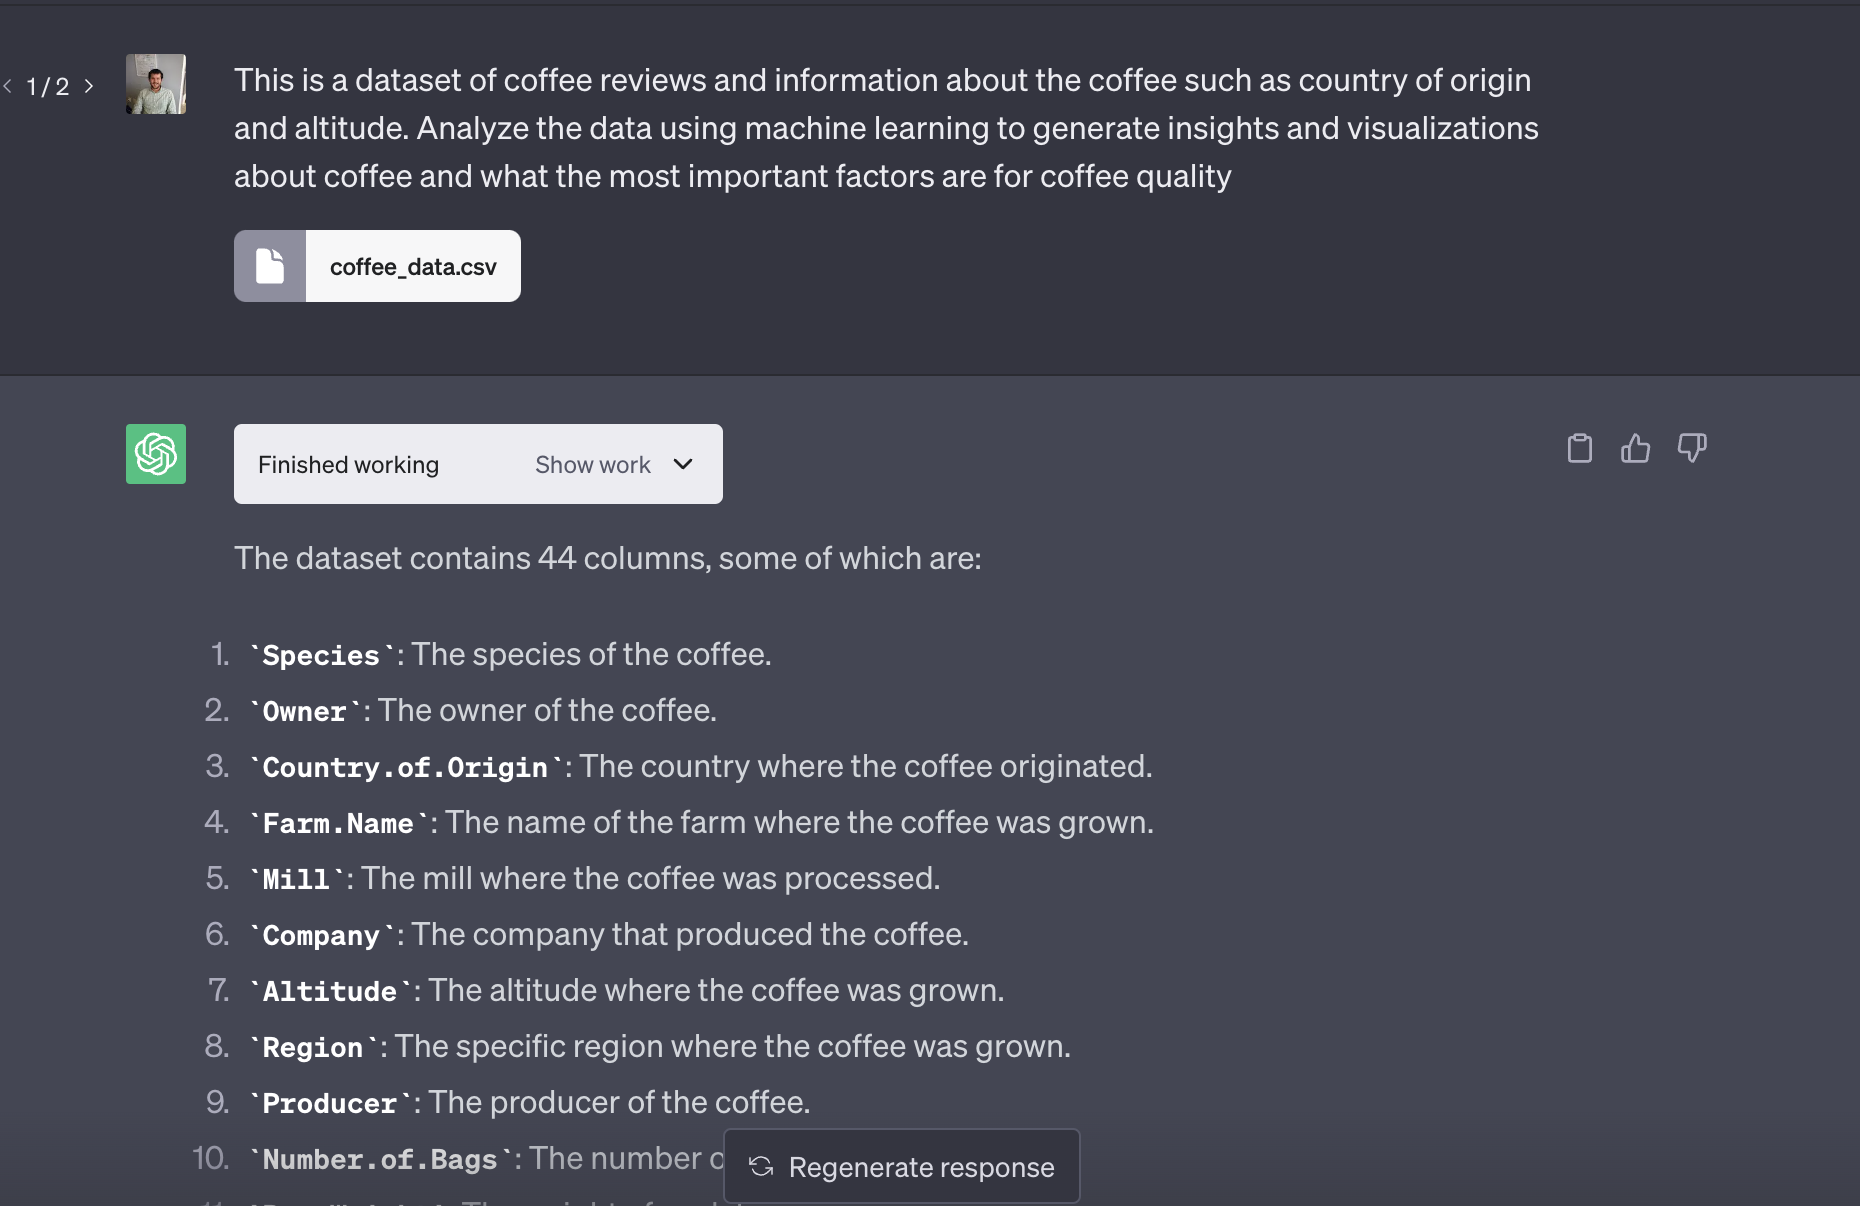 < 1/2 >
This is a dataset of coffee reviews and information about the coffee such as country of origin
and altitude. Analyze the data using machine learning to generate insights and visualizations
about coffee and what the most important factors are for coffee quality
coffee_data.csv
Finished working Show work
The dataset contains 44 columns, some of which are:
1. `Species`: The species of the coffee.
2. `Owner`: The owner of the coffee.
3. `Country.of.Origin`: The country where the coffee originated.
4. `Farm.Name`: The name of the farm where the coffee was grown.
5. `Mill`: The mill where the coffee was processed.
6. `Company`: The company that produced the coffee.
7. `Altitude`: The altitude where the coffee was grown.
8. `Region`: The specific region where the coffee was grown.
9. `Producer`: The producer of the coffee.
10. `Number.of.Bags`: The number
Regenerate response